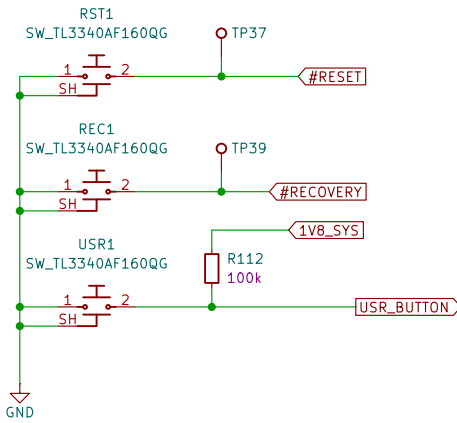 RST1
SW_TL3340AF160QG
TP37
1
2
#RESET
SH
REC1
SW_TL3340AF160QG
TP39
1
2
#RECOVERY
SH
1V8_SYS
USR1
SW_TL3340AF160QG
R112
100k
1
2
USR_BUTTON
SH
GND